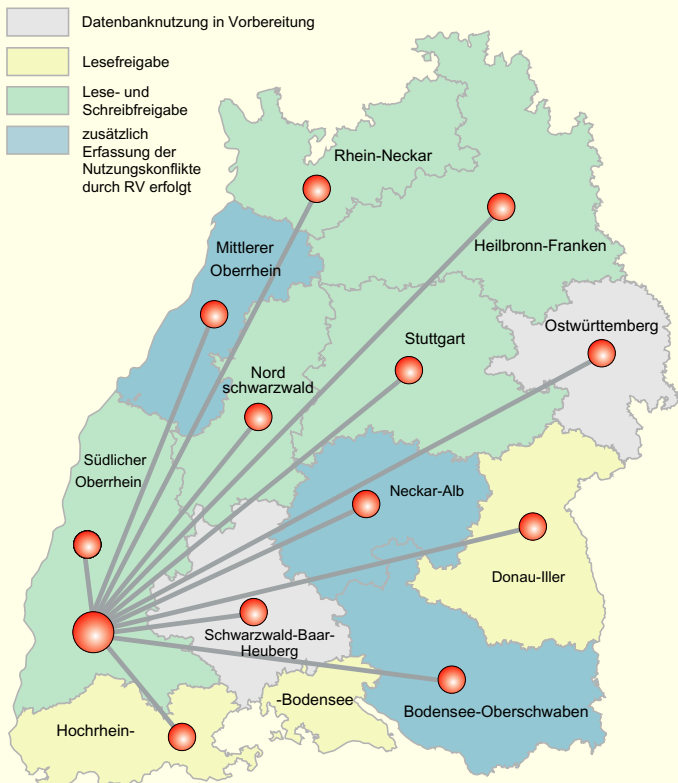 Datenbanknutzung in Vorbereitung
Lesefreigabe
Lese- und
Schreibfreigabe
zusätzlich
Erfassung der
Nutzungskonflikte
durch RV erfolgt
Rhein-Neckar
Mittlerer
Oberrhein
Heilbronn-Franken
Ostwürttemberg
Stuttgart
Nord
schwarzwald
Südlicher
Oberrhein
Neckar-Alb
Donau-Iller
Schwarzwald-Baar-
Heuberg
-Bodensee
Bodensee-Oberschwaben
Hochrhein-